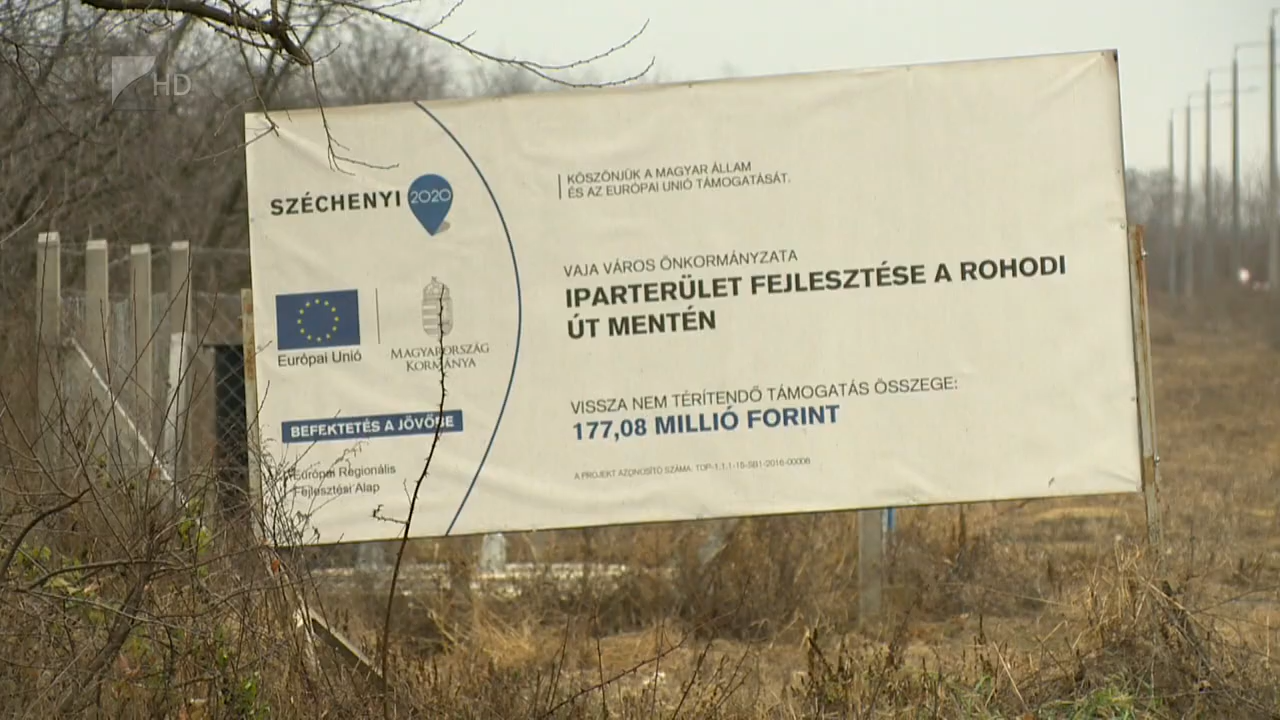 HD
SZÉCHENYI 2020
Európai Unió
MAGYARORSZÁG
KORMÁNYA
BEFEKTETÉS A JÖVŐBE
Európai Regionális
Fejlesztési Alap
KÖSZÖNJÜK A MAGYAR ÁLLAM
ÉS AZ EURÓPAI UNIÓ TÁMOGATÁSÁT.
VAJA VÁROS ÖNKORMÁNYZATA
IPARTERÜLET FEJLESZTÉSE A ROHODI
ÚT MENTÉN
VISSZA NEM TÉRÍTENDŐ TÁMOGATÁS ÖSSZEGE:
177,08 MILLIÓ FORINT
A PROJEKT AZONOSÍTÓ SZÁMA: TOP-1.1.1-15-SB1-2016-00006